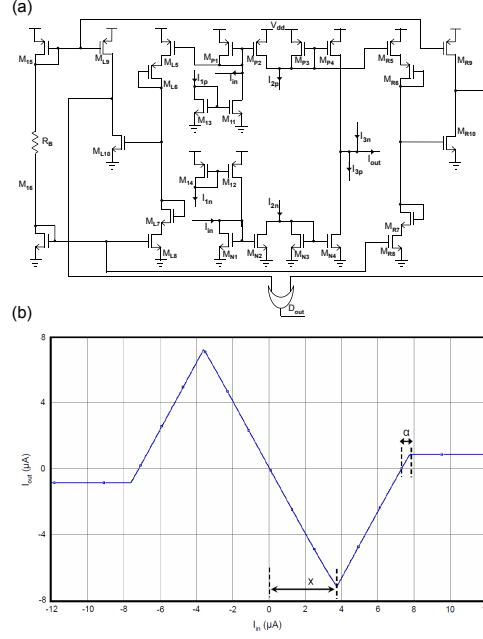 (a)
V_dd
M_15 M_L9 M_L5 M_P1 M_P2 M_P3 M_P4 M_R5 M_R9
I_in
M_L6 I_1p I_2p M_R6
M_13 M_11
R_B M_L10 I_3n M_R10
I_out
M_14 M_12 I_3p
M_16
I_1n I_2n
M_L7 I_in M_R7
M_L8 M_N1 M_N2 M_N3 M_N4 M_R8
D_out
(b)
8
4
0
-4
-8
I_out (µA)
α
x
-12 -10 -8 -6 -4 -2 0 2 4 6 8 10 12
I_in (µA)